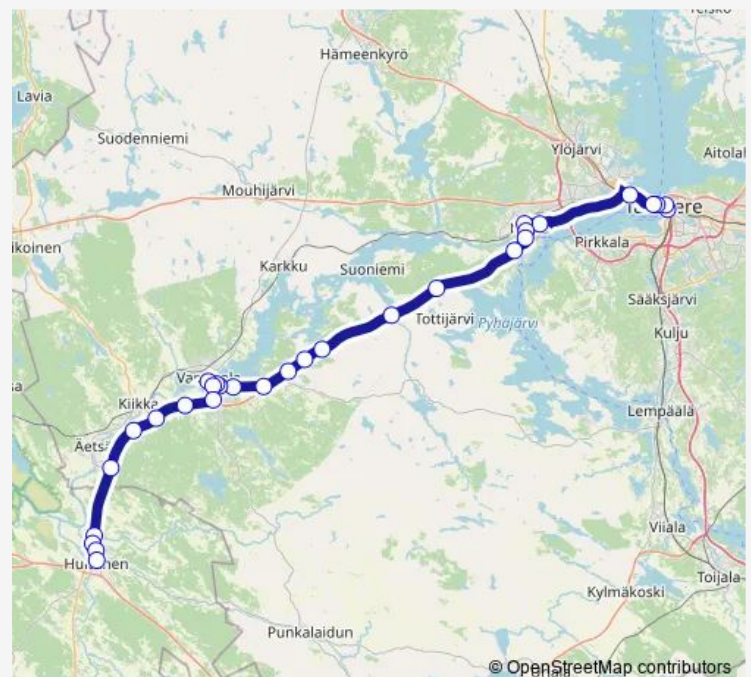 Teisko
Hämeenkyrö
Lavia
Suodenniemi
Ylöjärvi
Aitolah
Mouhijärvi
Tampere
ikoinen
Pirkkala
Karkku
Suoniemi
Sääksjärvi
Tottijärvi
Pyhäjärvi
Kulju
Kiikka
Lempäälä
Äetsä
Viiala
Toijala
Kylmäkoski
Punkalaidun
© OpenStreetMap contributors